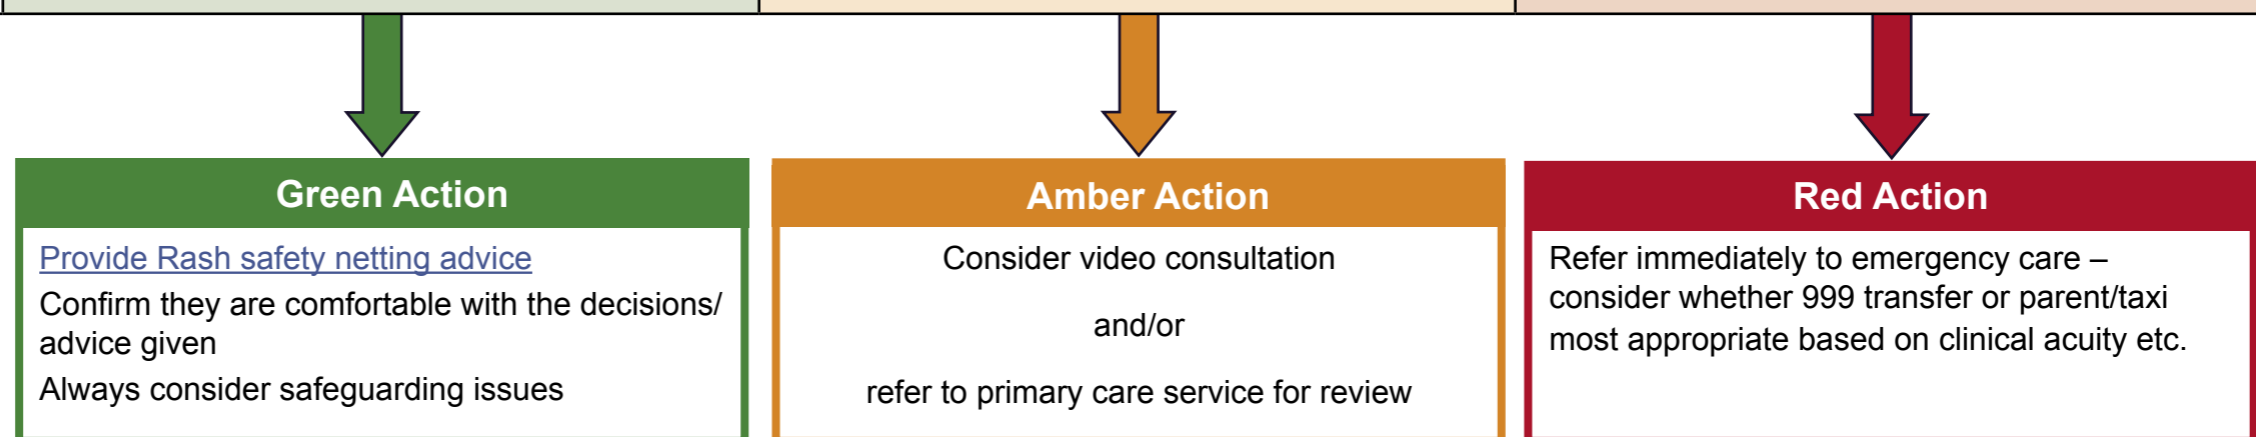 Green Action
Provide Rash safety netting advice
Confirm they are comfortable with the decisions/
advice given
Always consider safeguarding issues
Amber Action
Consider video consultation
and/or
refer to primary care service for review
Red Action
Refer immediately to emergency care –
consider whether 999 transfer or parent/taxi
most appropriate based on clinical acuity etc.